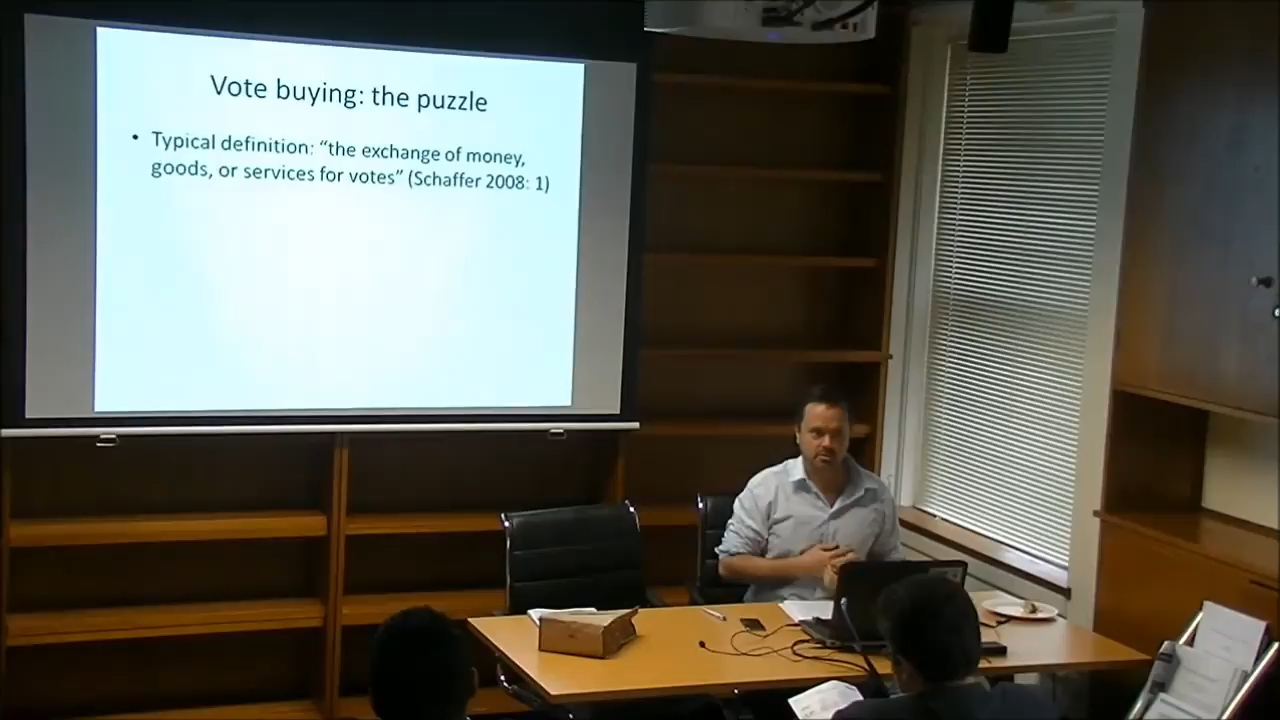 Vote buying: the puzzle
• Typical definition: “the exchange of money,
goods, or services for votes” (Schaffer 2008: 1)